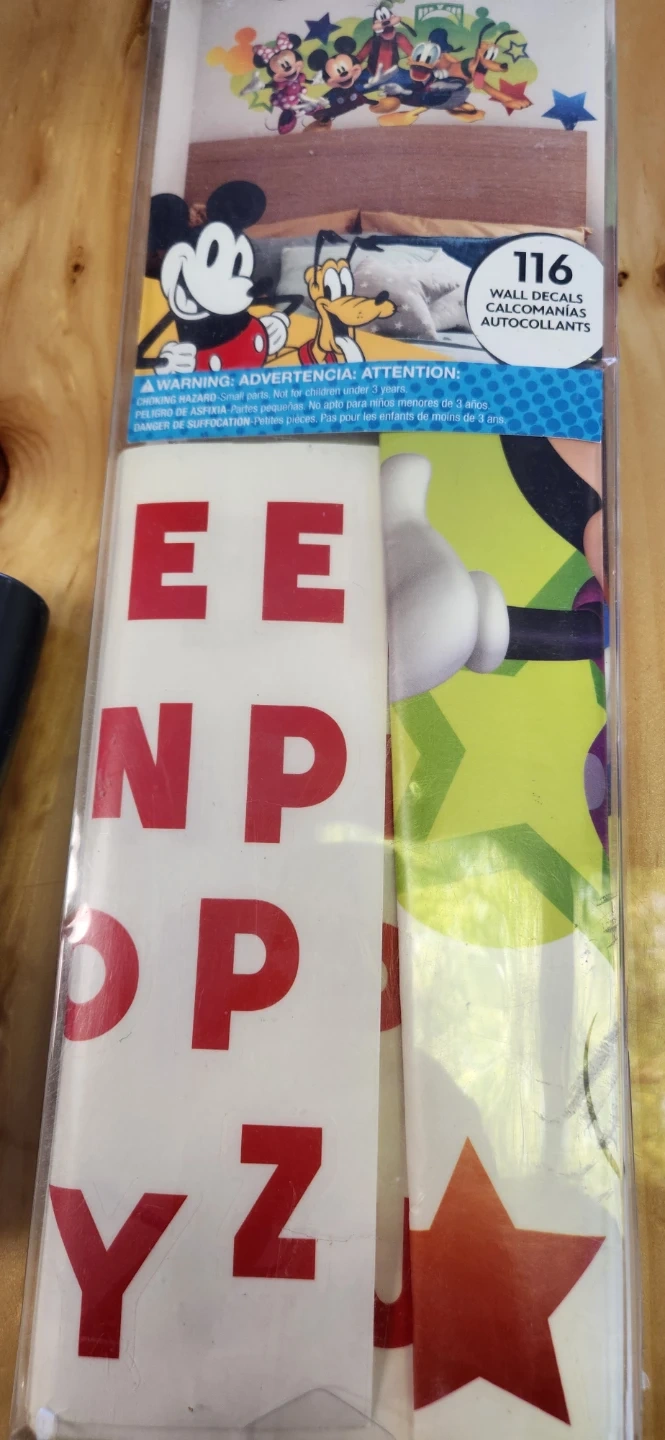 116
WALL DECALS
CALCOMANÍAS
AUTOCOLLANTS
WARNING: ADVERTENCIA: ATTENTION:
CHOKING HAZARD-Small parts. Not for children under 3 years.
PELIGRO DE ASFIXIA-Partes pequeñas. No apto para niños menores de 3 años.
DANGER DE SUFFOCATION-Petites pièces. Pas pour les enfants de moins de 3 ans.
E E
N P
O P
Z
Y